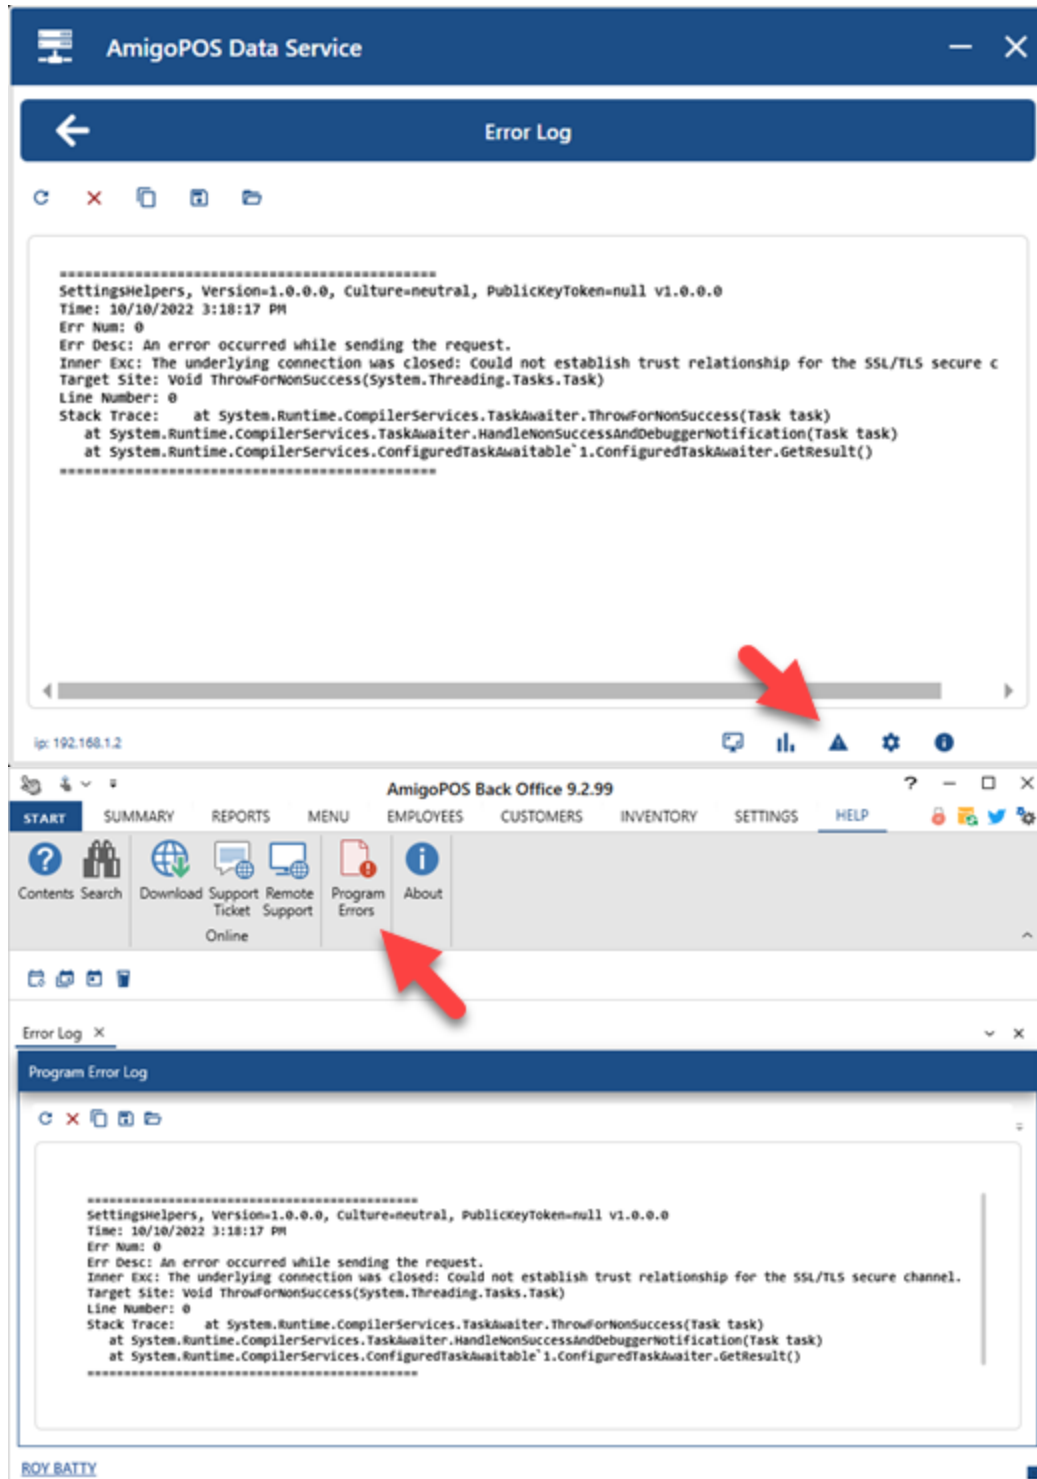 AmigoPOS Data Service
Error Log
==============================================
SettingsHelpers, Version=1.0.0.0, Culture=neutral, PublicKeyToken=null v1.0.0.0
Time: 10/10/2022 3:18:17 PM
Err Num: 0
Err Desc: An error occurred while sending the request.
Inner Exc: The underlying connection was closed: Could not establish trust relationship for the SSL/TLS secure c
Target Site: Void ThrowForNonSuccess(System.Threading.Tasks.Task)
Line Number: 0
Stack Trace:    at System.Runtime.CompilerServices.TaskAwaiter.ThrowForNonSuccess(Task task)
   at System.Runtime.CompilerServices.TaskAwaiter.HandleNonSuccessAndDebuggerNotification(Task task)
   at System.Runtime.CompilerServices.ConfiguredTaskAwaitable`1.ConfiguredTaskAwaiter.GetResult()
==============================================
ip: 192.168.1.2
AmigoPOS Back Office 9.2.99
START SUMMARY REPORTS MENU EMPLOYEES CUSTOMERS INVENTORY SETTINGS HELP
Contents Search Download Support Remote Program About
Ticket Support Errors
Online
Error Log
Program Error Log
==============================================
SettingsHelpers, Version=1.0.0.0, Culture=neutral, PublicKeyToken=null v1.0.0.0
Time: 10/10/2022 3:18:17 PM
Err Num: 0
Err Desc: An error occurred while sending the request.
Inner Exc: The underlying connection was closed: Could not establish trust relationship for the SSL/TLS secure channel.
Target Site: Void ThrowForNonSuccess(System.Threading.Tasks.Task)
Line Number: 0
Stack Trace:    at System.Runtime.CompilerServices.TaskAwaiter.ThrowForNonSuccess(Task task)
   at System.Runtime.CompilerServices.TaskAwaiter.HandleNonSuccessAndDebuggerNotification(Task task)
   at System.Runtime.CompilerServices.ConfiguredTaskAwaitable`1.ConfiguredTaskAwaiter.GetResult()
==============================================
ROY BATTY